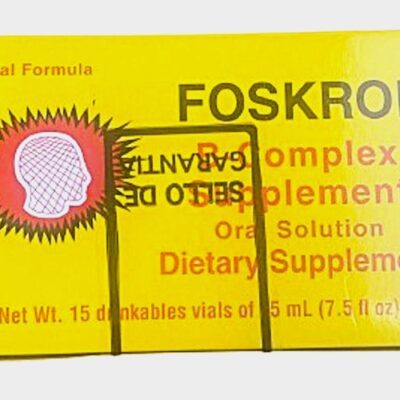 al Formula
FOSKRO
B-Complex
Supplement
Oral Solution
Dietary Suppleme
Net Wt. 15 drinkables vials of 5 mL (7.5 fl oz)
SELLO DE
GARANTIA